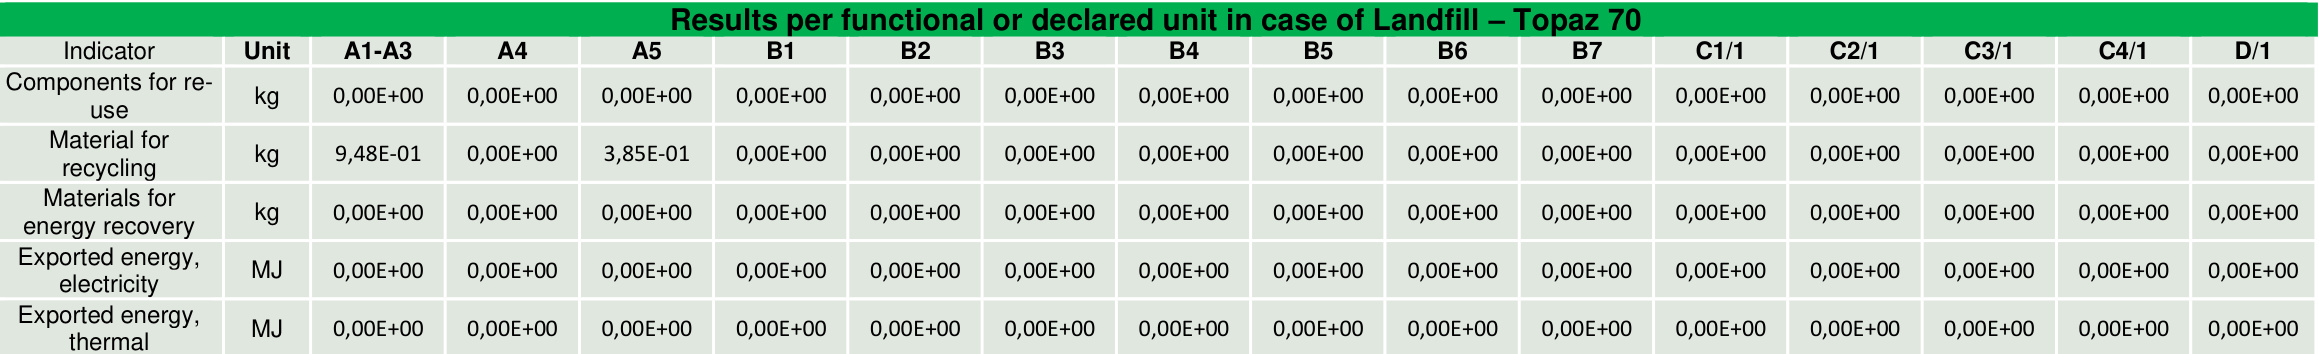 Results per functional or declared unit in case of Landfill – Topaz 70
Indicator Unit A1-A3 A4 A5 B1 B2 B3 B4 B5 B6 B7 C1/1 C2/1 C3/1 C4/1 D/1
Components for re-
use kg 0,00E+00 0,00E+00 0,00E+00 0,00E+00 0,00E+00 0,00E+00 0,00E+00 0,00E+00 0,00E+00 0,00E+00 0,00E+00 0,00E+00 0,00E+00 0,00E+00 0,00E+00
Material for
recycling kg 9,48E-01 0,00E+00 3,85E-01 0,00E+00 0,00E+00 0,00E+00 0,00E+00 0,00E+00 0,00E+00 0,00E+00 0,00E+00 0,00E+00 0,00E+00 0,00E+00 0,00E+00
Materials for
energy recovery kg 0,00E+00 0,00E+00 0,00E+00 0,00E+00 0,00E+00 0,00E+00 0,00E+00 0,00E+00 0,00E+00 0,00E+00 0,00E+00 0,00E+00 0,00E+00 0,00E+00 0,00E+00
Exported energy,
electricity MJ 0,00E+00 0,00E+00 0,00E+00 0,00E+00 0,00E+00 0,00E+00 0,00E+00 0,00E+00 0,00E+00 0,00E+00 0,00E+00 0,00E+00 0,00E+00 0,00E+00 0,00E+00
Exported energy,
thermal MJ 0,00E+00 0,00E+00 0,00E+00 0,00E+00 0,00E+00 0,00E+00 0,00E+00 0,00E+00 0,00E+00 0,00E+00 0,00E+00 0,00E+00 0,00E+00 0,00E+00 0,00E+00